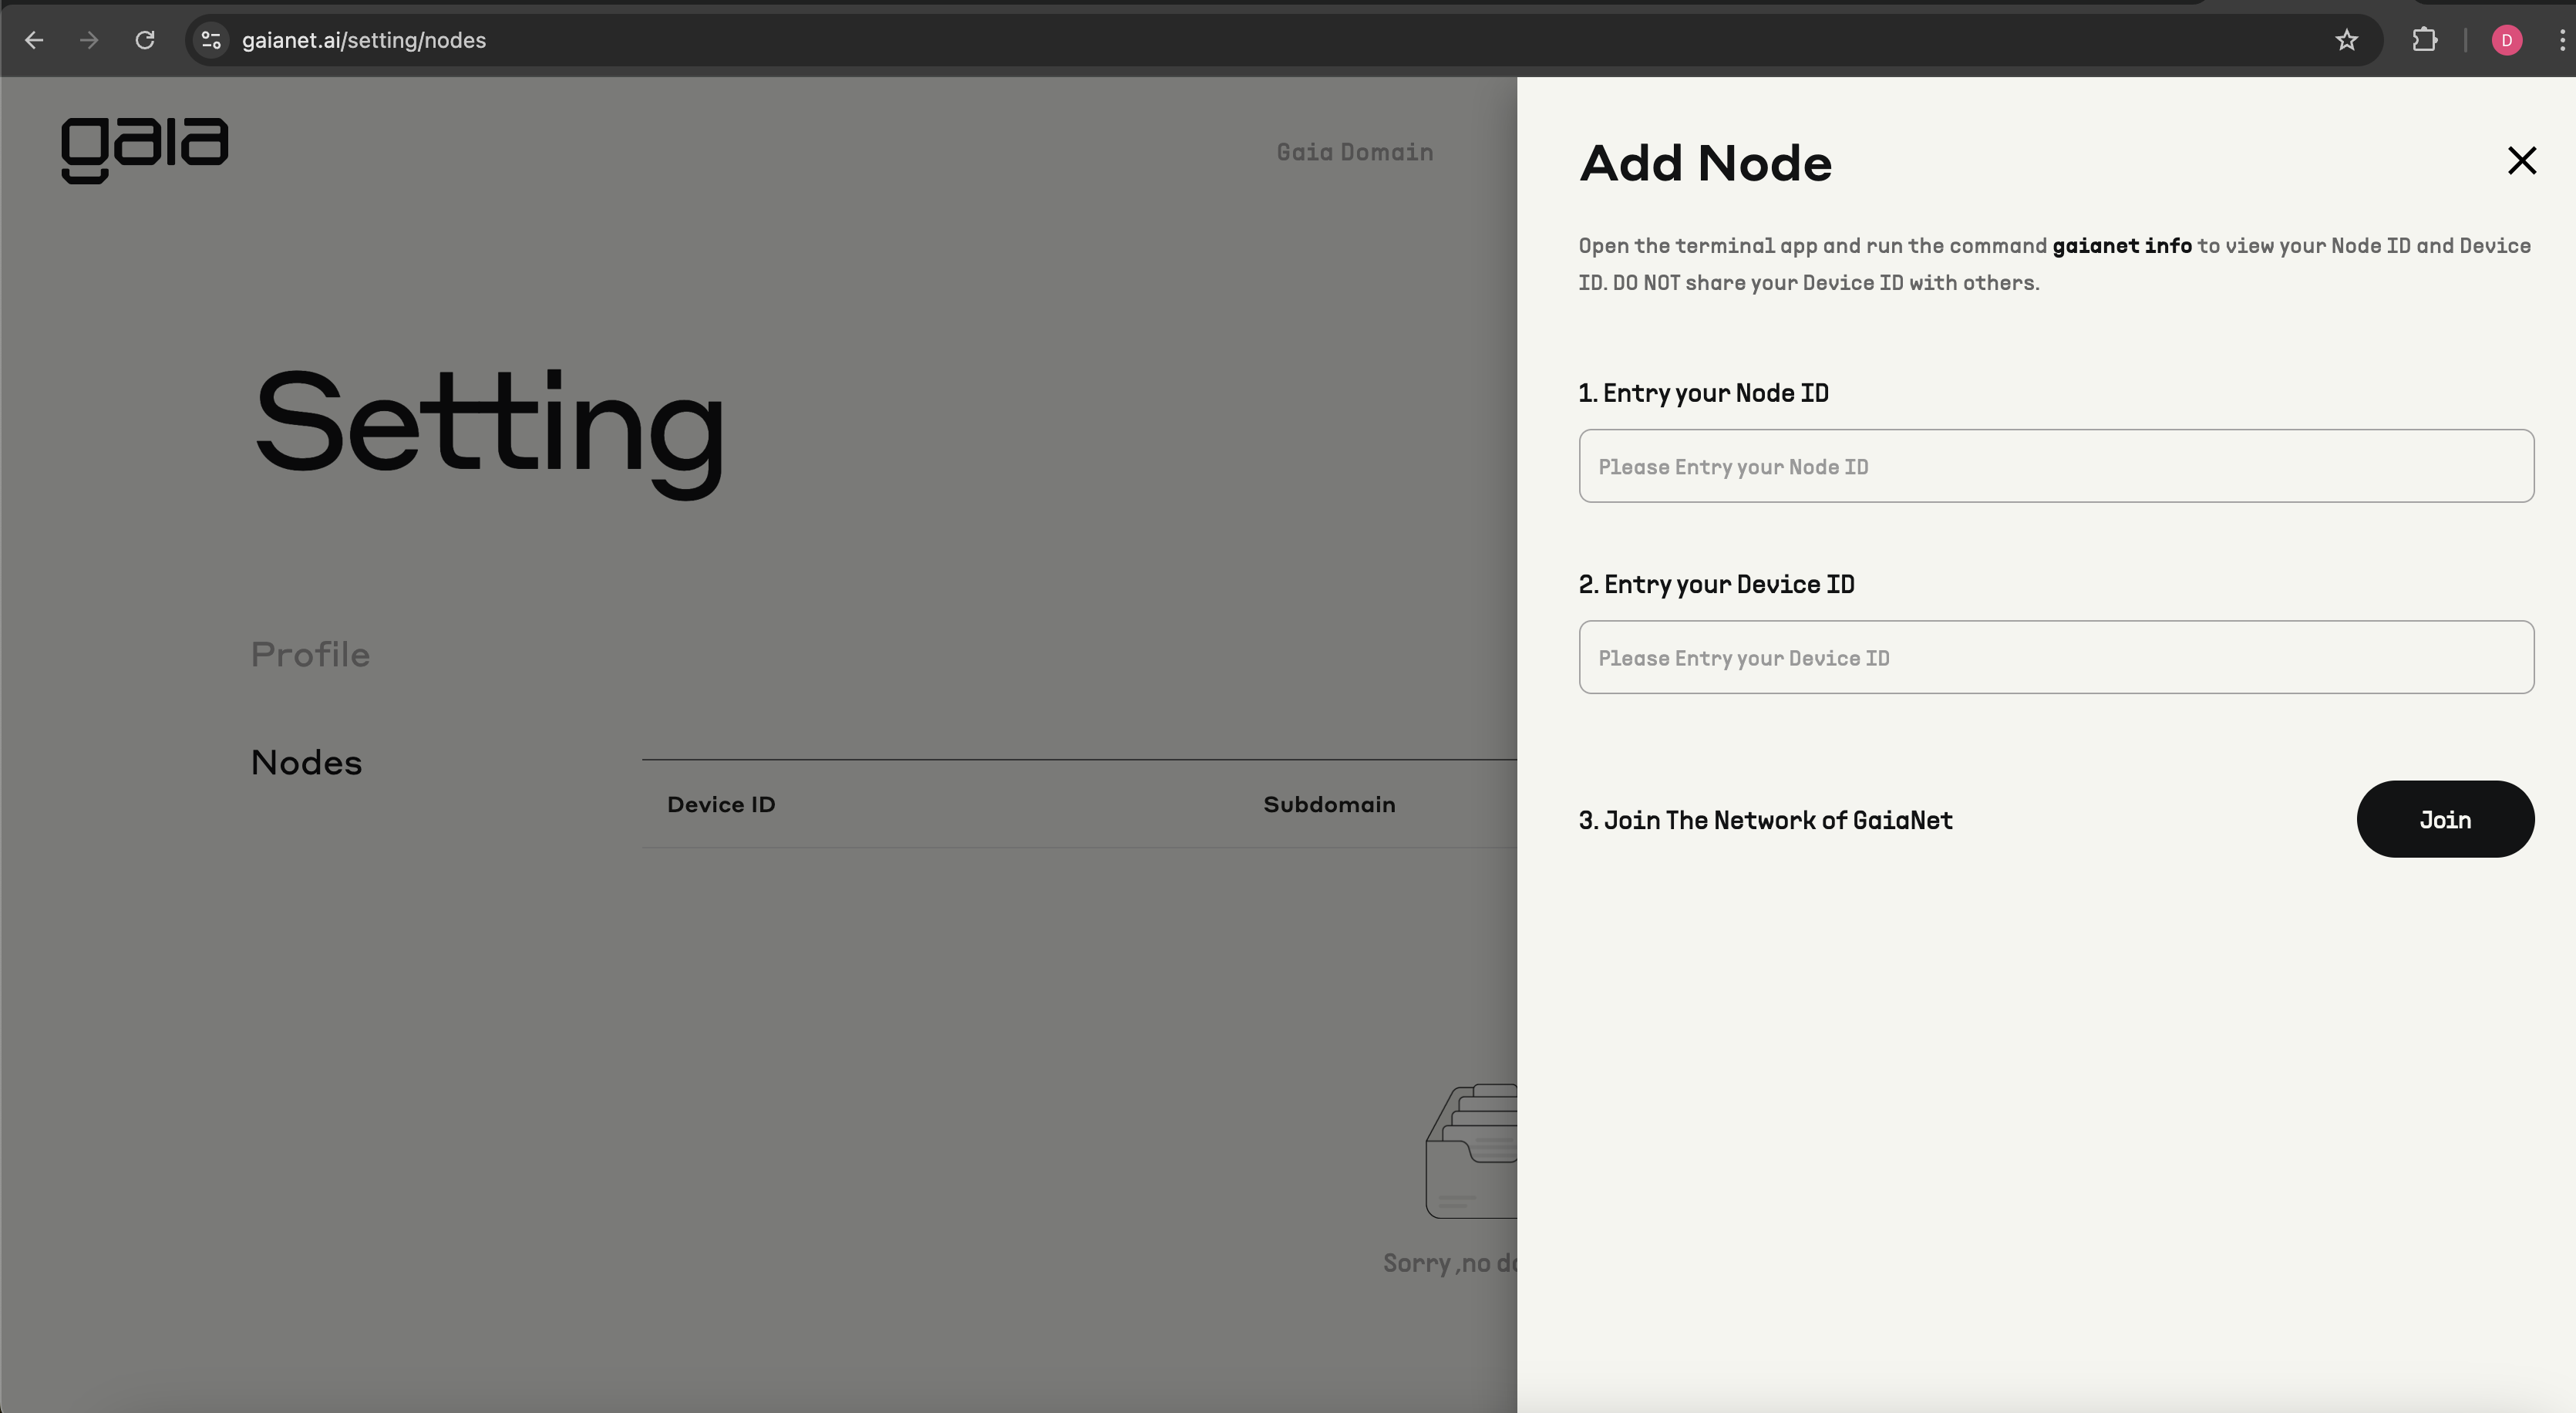 gaianet.ai/setting/nodes
D
gaia
Gaia Domain
Setting
Profile
Nodes
Device ID
Subdomain
Sorry ,no
Add Node
Open the terminal app and run the command gaianet info to view your Node ID and Device
ID. DO NOT share your Device ID with others.
1. Entry your Node ID
Please Entry your Node ID
2. Entry your Device ID
Please Entry your Device ID
3. Join The Network of GaiaNet
Join